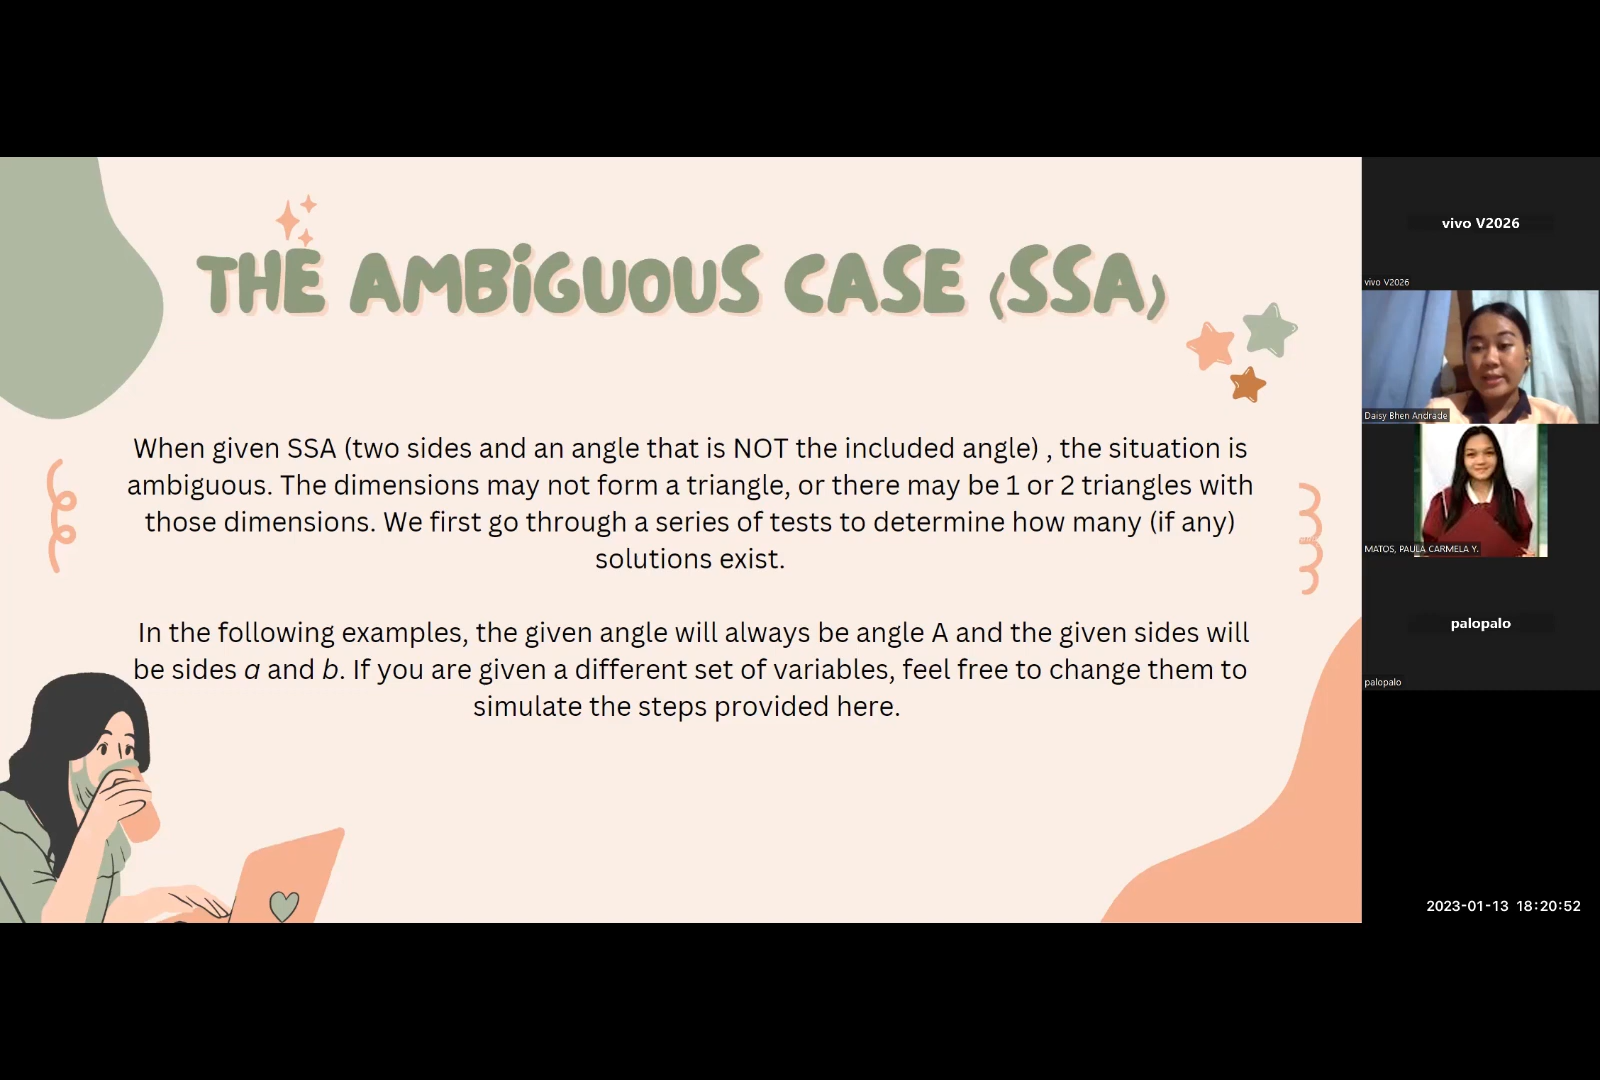 THE AMBIGUOUS CASE (SSA)
When given SSA (two sides and an angle that is NOT the included angle) , the situation is
ambiguous. The dimensions may not form a triangle, or there may be 1 or 2 triangles with
those dimensions. We first go through a series of tests to determine how many (if any)
solutions exist.
In the following examples, the given angle will always be angle A and the given sides will
be sides a and b. If you are given a different set of variables, feel free to change them to
simulate the steps provided here.
vivo V2026
vivo V2026
Daisy Bhen Andrade
MATOS, PAULA CARMELA Y.
palopalo
palopalo
2023-01-13 18:20:52